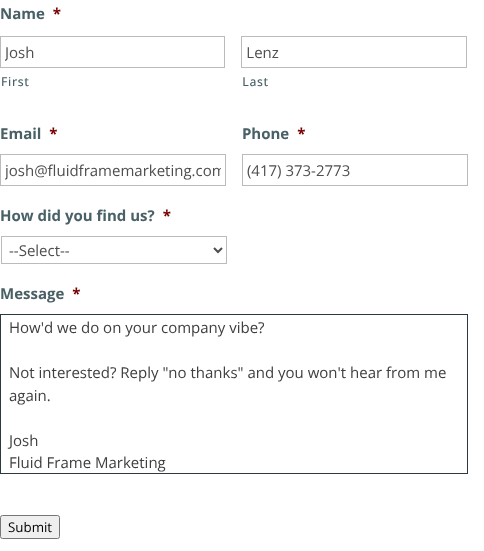 Name *
Josh Lenz
First Last
Email * Phone *
josh@fluidframemarketing.com (417) 373-2773
How did you find us? *
--Select--
Message *
How'd we do on your company vibe?
Not interested? Reply "no thanks" and you won't hear from me
again.
Josh
Fluid Frame Marketing
Submit